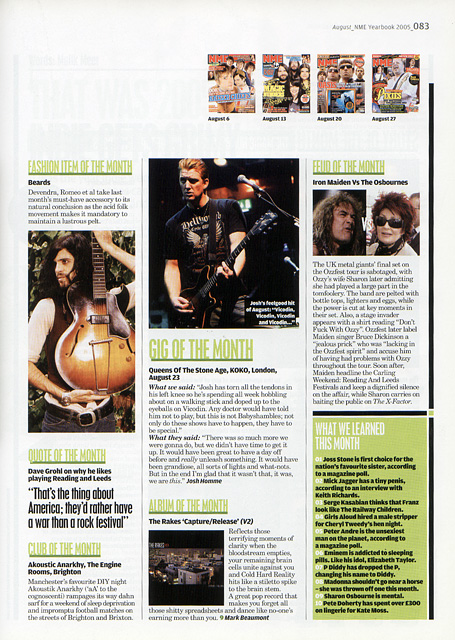 August_NME Yearbook 2005_083
August 6
August 13
August 20
August 27
FASHION ITEM OF THE MONTH
Beards
Devendra, Romeo et al take last
month's must-have accessory to its
natural conclusion as the acid folk
movement makes it mandatory to
maintain a lustrous pelt.
QUOTE OF THE MONTH
Dave Grohl on why he likes
playing Reading and Leeds
"That's the thing about
America; they'd rather have
a war than a rock festival"
CLUB OF THE MONTH
Akoustic Anarkhy, The Engine
Rooms, Brighton
Manchester's favourite DIY night
Akoustik Anarkhy ('aA' to the
cognoscenti) rampages its way dahn
sarf for a weekend of sleep deprivation
and impromptu football matches on
the streets of Brighton and Brixton.
Josh's feelgood hit
of August: "Vicodin,
Vicodin, Vicodin
and Vicodin..."
GIG OF THE MONTH
Queens Of The Stone Age, KOKO, London,
August 23
What we said: "Josh has torn all the tendons in
his left knee so he's spending all week hobbling
about on a walking stick and doped up to the
eyeballs on Vicodin. Any doctor would have told
him not to play, but this is not Babyshambles; not
only do these shows have to happen, they have to
be special."
What they said: "There was so much more we
were gonna do, but we didn't have time to get it
up. It would have been great to have a day off
before and really unleash something. It would have
been grandiose, all sorts of lights and what-nots.
But in the end I'm glad that it wasn't that, it was,
we are this." Josh Homme
ALBUM OF THE MONTH
The Rakes 'Capture/Release' (V2)
Reflects those
terrifying moments of
clarity when the
bloodstream empties,
your remaining brain
cells unite against you
and Cold Hard Reality
hits like a stiletto spike
to the brain stem.
A great pop record that
makes you forget all
those shitty spreadsheets and dance like no-one's
earning more than you. 9 Mark Beaumont
FEUD OF THE MONTH
Iron Maiden Vs The Osbournes
VS
The UK metal giants' final set on
the Ozzfest tour is sabotaged, with
Ozzy's wife Sharon later admitting
she had played a large part in the
tomfoolery. The band are pelted with
bottle tops, lighters and eggs, while
the power is cut at key moments in
their set. Also, a stage invader
appears with a shirt reading "Don't
Fuck With Ozzy". Ozzfest later label
Maiden singer Bruce Dickinson a
"jealous prick" who was "lacking in
the Ozzfest spirit" and accuse him
of having had problems with Ozzy
throughout the tour. Soon after,
Maiden headline the Carling
Weekend: Reading And Leeds
Festivals and keep a dignified silence
on the affair, while Sharon carries on
baiting the public on The X-Factor.
WHAT WE LEARNED
THIS MONTH
01 Joss Stone is first choice for the
nation's favourite sister, according
to a magazine poll.
02 Mick Jagger has a tiny penis,
according to an interview with
Keith Richards.
03 Serge Kasabian thinks that Franz
look like The Railway Children.
04 Girls Aloud hired a male stripper
for Cheryl Tweedy's hen night.
05 Peter Andre is the unsexiest
man on the planet, according to
a magazine poll.
06 Eminem is addicted to sleeping
pills. Like his idol, Elizabeth Taylor.
07 P Diddy has dropped the P,
changing his name to Diddy.
08 Madonna shouldn't go near a horse
– she was thrown off one this month.
09 Sharon Osbourne is mental.
10 Pete Doherty has spent over £300
on lingerie for Kate Moss.